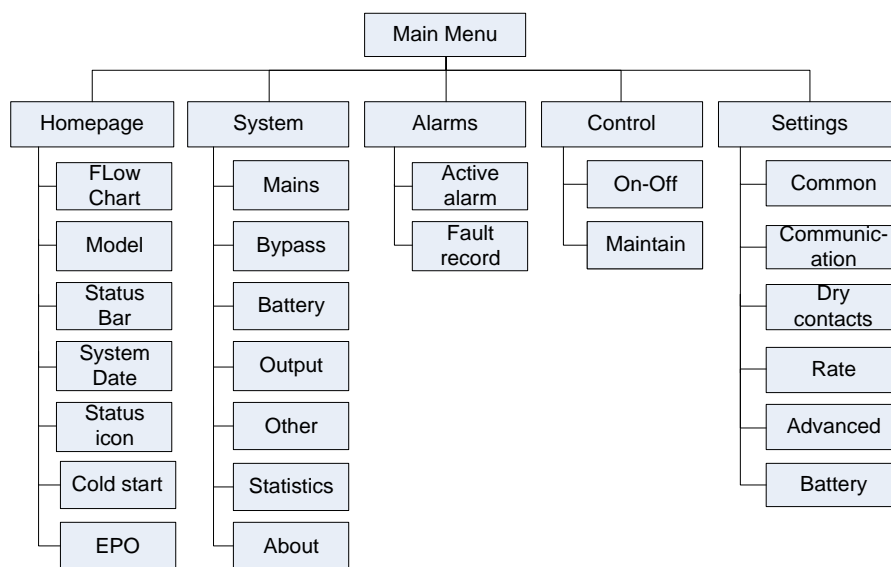 Main Menu
Homepage
System
Alarms
Control
Settings
FLow
Chart
Model
Status
Bar
System
Date
Status
icon
Cold start
EPO
Mains
Bypass
Battery
Output
Other
Statistics
About
Active
alarm
Fault
record
On-Off
Maintain
Common
Communic-
ation
Dry
contacts
Rate
Advanced
Battery